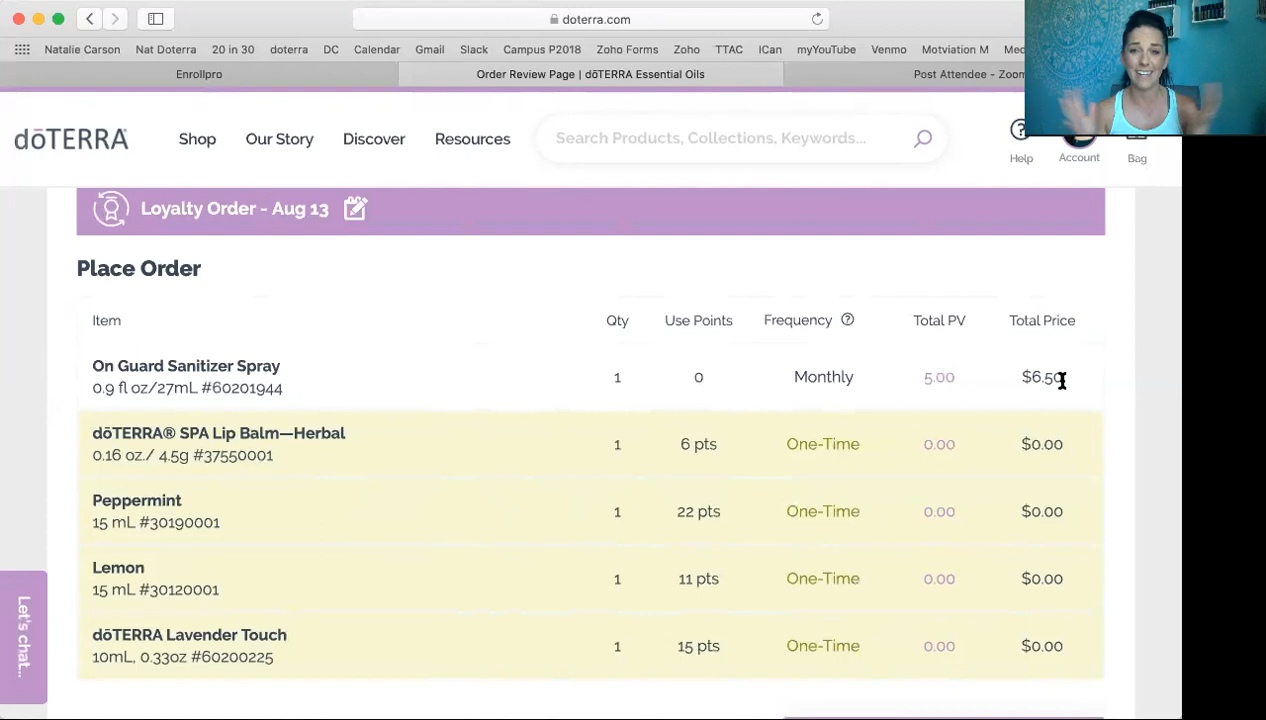 doterra.com
Natalie Carson Nat Doterra 20 in 30 doterra DC Calendar Gmail Slack Campus P2018 Zoho Forms Zoho TTAC ICan myYouTube Venmo Motviation M
Enrollpro Order Review Page | dōTERRA Essential Oils Post Attendee - Zoom
dōTERRA Shop Our Story Discover Resources Search Products, Collections, Keywords...
Help Account Bag
Loyalty Order - Aug 13
Place Order
Item Qty Use Points Frequency ? Total PV Total Price
On Guard Sanitizer Spray
0.9 fl oz/27mL #60201944 1 0 Monthly 5.00 $6.50
dōTERRA® SPA Lip Balm—Herbal
0.16 oz./ 4.5g #37550001 1 6 pts One-Time 0.00 $0.00
Peppermint
15 mL #30190001 1 22 pts One-Time 0.00 $0.00
Lemon
15 mL #30120001 1 11 pts One-Time 0.00 $0.00
dōTERRA Lavender Touch
10mL, 0.33oz #60200225 1 15 pts One-Time 0.00 $0.00
Let's chat...